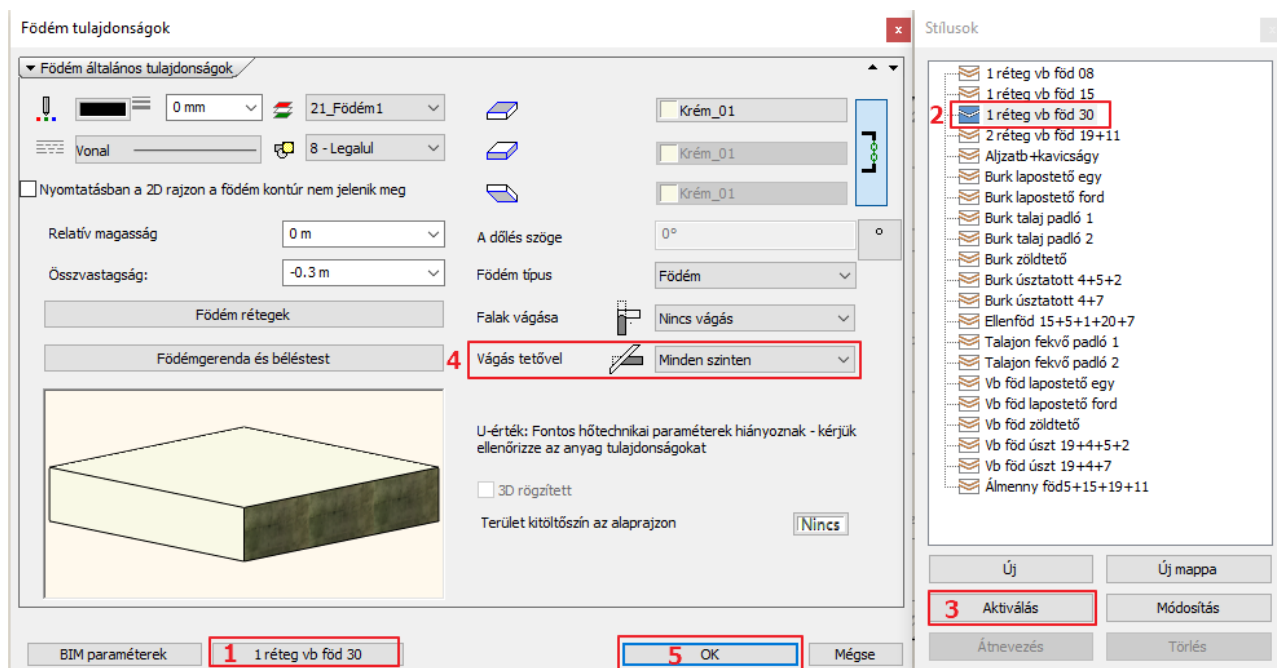 Födém tulajdonságok
x
Födém általános tulajdonságok
0 mm
21_Födém1
Krém_01
Vonal
8 - Legalul
Krém_01
Nyomtatásban a 2D rajzon a födém kontúr nem jelenik meg
Krém_01
Relatív magasság
0 m
A dőlés szöge
0°
°
Összvastagság:
-0.3 m
Födém típus
Födém
Födém rétegek
Falak vágása
Nincs vágás
Födémgerenda és béléstest
4
Vágás tetővel
Minden szinten
U-érték: Fontos hőtechnikai paraméterek hiányoznak - kérjük
ellenőrizze az anyag tulajdonságokat
3D rögzített
Terület kitöltőszín az alaprajzon
Nincs
BIM paraméterek
1
1 réteg vb föd 30
5
OK
Mégse
Stílusok
x
1 réteg vb föd 08
1 réteg vb föd 15
2
1 réteg vb föd 30
2 réteg vb föd 19+11
Aljzatb+kavicságy
Burk lapostető egy
Burk lapostető ford
Burk talaj padló 1
Burk talaj padló 2
Burk zöldtető
Burk úsztatott 4+5+2
Burk úsztatott 4+7
Ellenföd 15+5+1+20+7
Talajon fekvő padló 1
Talajon fekvő padló 2
Vb föd lapostető egy
Vb föd lapostető ford
Vb föd zöldtető
Vb föd úszt 19+4+5+2
Vb föd úszt 19+4+7
Álmenny föd5+15+19+11
Új
Új mappa
3
Aktiválás
Módosítás
Átnevezés
Törlés